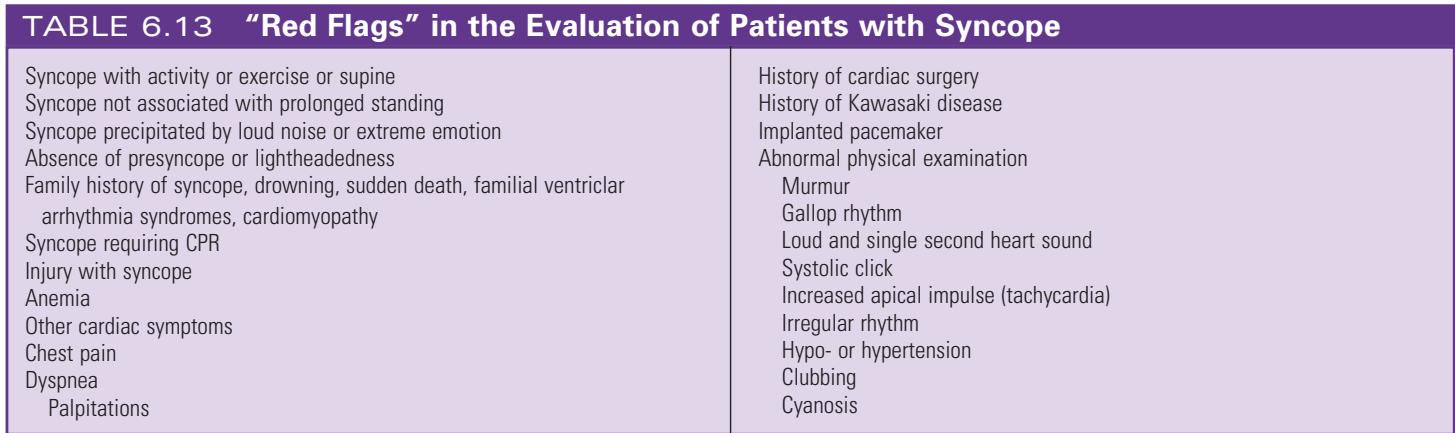 TABLE 6.13 “Red Flags” in the Evaluation of Patients with Syncope
Syncope with activity or exercise or supine
Syncope not associated with prolonged standing
Syncope precipitated by loud noise or extreme emotion
Absence of presyncope or lightheadedness
Family history of syncope, drowning, sudden death, familial ventriclar
arrhythmia syndromes, cardiomyopathy
Syncope requiring CPR
Injury with syncope
Anemia
Other cardiac symptoms
Chest pain
Dyspnea
Palpitations
History of cardiac surgery
History of Kawasaki disease
Implanted pacemaker
Abnormal physical examination
Murmur
Gallop rhythm
Loud and single second heart sound
Systolic click
Increased apical impulse (tachycardia)
Irregular rhythm
Hypo- or hypertension
Clubbing
Cyanosis